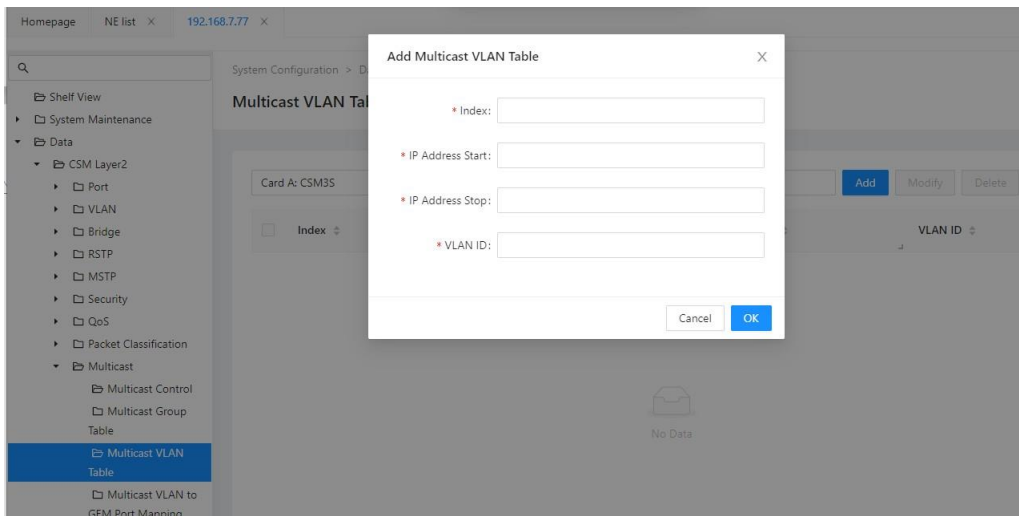 Homepage
NE list
192.168.7.77
Shelf View
System Maintenance
Data
CSM Layer2
Port
VLAN
Bridge
RSTP
MSTP
Security
QoS
Packet Classification
Multicast
Multicast Control
Multicast Group
Table
Multicast VLAN
Table
Multicast VLAN to
GEM Port Mapping
System Configuration > D
Multicast VLAN Tal
Card A: CSM3S
Add
Modify
Delete
Index
VLAN ID
No Data
Add Multicast VLAN Table
* Index:
* IP Address Start:
* IP Address Stop:
* VLAN ID:
Cancel
OK